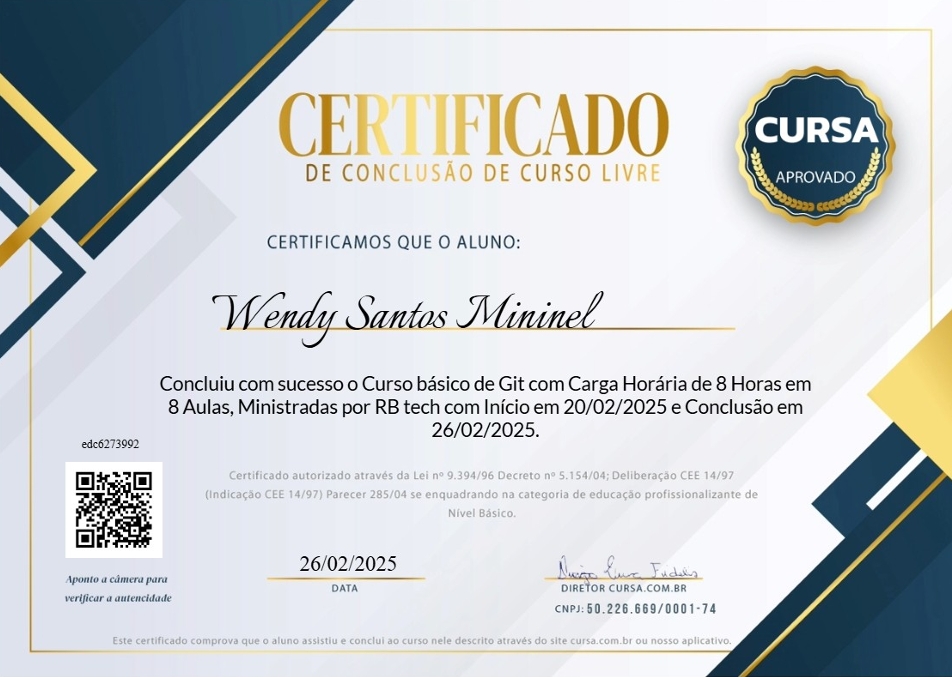 CERTIFICADO
DE CONCLUSÃO DE CURSO LIVRE
CURSA
APROVADO
CERTIFICAMOS QUE O ALUNO:
Wendy Santos Mininel
Concluiu com sucesso o Curso básico de Git com Carga Horária de 8 Horas em
8 Aulas, Ministradas por RB tech com Início em 20/02/2025 e Conclusão em
26/02/2025.
edc6273992
Certificado autorizado através da Lei nº 9.394/96 Decreto nº 5.154/04; Deliberação CEE 14/97
(Indicação CEE 14/97) Parecer 285/04 se enquadrando na categoria de educação profissionalizante de
Nível Básico.
Aponto a câmera para
verificar a autencidade
26/02/2025
DATA
DIRETOR CURSA.COM.BR
CNPJ: 50.226.669/0001-74
Este certificado comprova que o aluno assistiu e conclui ao curso nele descrito através do site cursa.com.br ou nosso aplicativo.